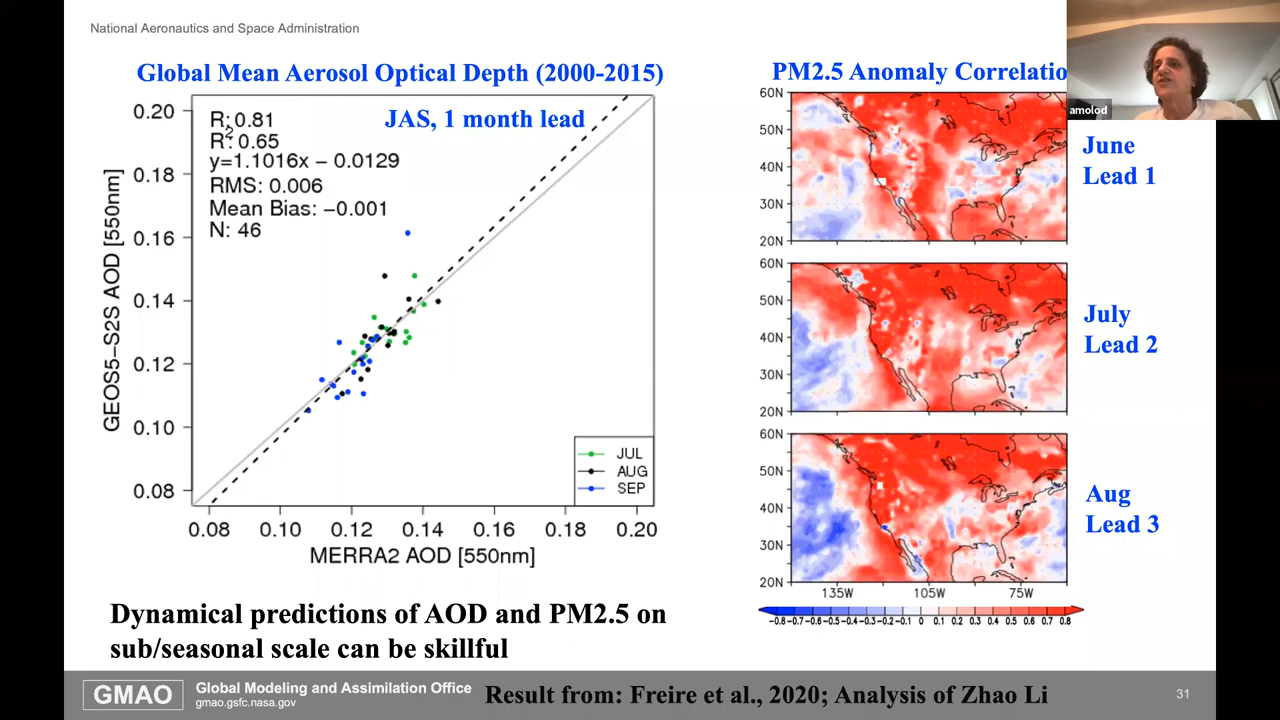 National Aeronautics and Space Administration
Global Mean Aerosol Optical Depth (2000-2015)
JAS, 1 month lead
R: 0.81
R²: 0.65
y=1.1016x − 0.0129
RMS: 0.006
Mean Bias: −0.001
N: 46
GEOS5−S2S AOD [550nm]
0.20
0.18
0.16
0.14
0.12
0.10
0.08
JUL
AUG
SEP
0.08 0.10 0.12 0.14 0.16 0.18 0.20
MERRA2 AOD [550nm]
PM2.5 Anomaly Correlatio
amolod
60N
50N
40N
30N
20N
June
Lead 1
60N
50N
40N
30N
20N
July
Lead 2
60N
50N
40N
30N
20N
Aug
Lead 3
135W 105W 75W
−0.8 −0.7 −0.6 −0.5 −0.4 −0.3 −0.2 −0.1 0 0.1 0.2 0.3 0.4 0.5 0.6 0.7 0.8
Dynamical predictions of AOD and PM2.5 on
sub/seasonal scale can be skillful
GMAO
Global Modeling and Assimilation Office
gmao.gsfc.nasa.gov
Result from: Freire et al., 2020; Analysis of Zhao Li
31